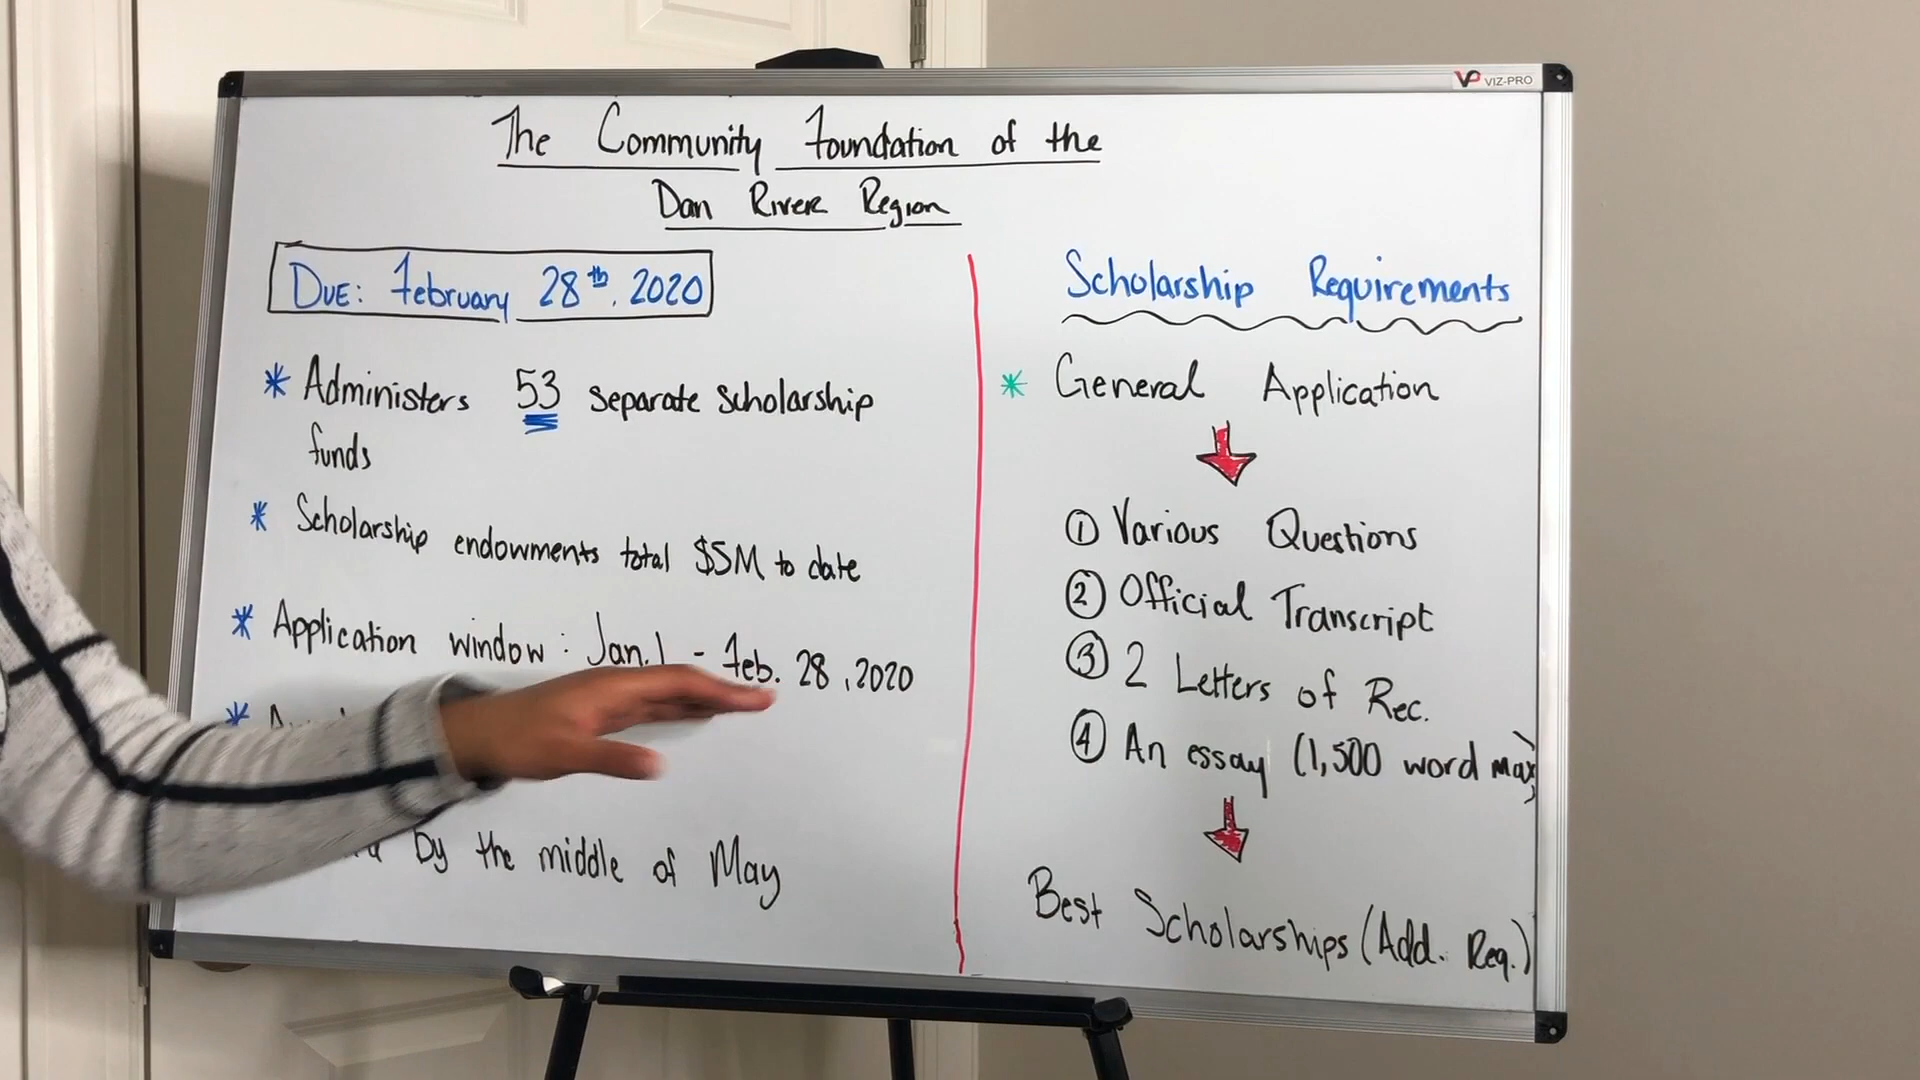 VIZ-PRO
The Community Foundation of the
Dan River Region
DUE: February 28th, 2020
* Administers 53 separate scholarship
funds
* Scholarship endowments total $5M to date
* Application window: Jan. 1 - Feb. 28, 2020
*
by the middle of May
Scholarship Requirements
* General Application
① Various Questions
② Official Transcript
③ 2 Letters of Rec.
④ An essay (1,500 word max)
Best Scholarships (Add. Req.)